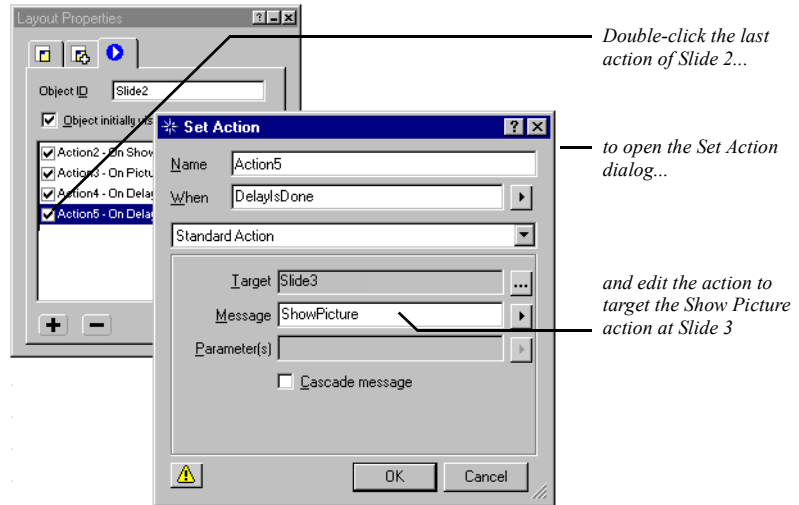 Layout Properties
Object ID Slide2
Object initially vis
Action2 - On Show
Action3 - On Pictu
Action4 - On Delay
Action5 - On Delay
Set Action
Name Action5
When DelayIsDone
Standard Action
Target Slide3
...
Message ShowPicture
Parameter(s)
Cascade message
OK Cancel
Double-click the last
action of Slide 2...
to open the Set Action
dialog...
and edit the action to
target the Show Picture
action at Slide 3